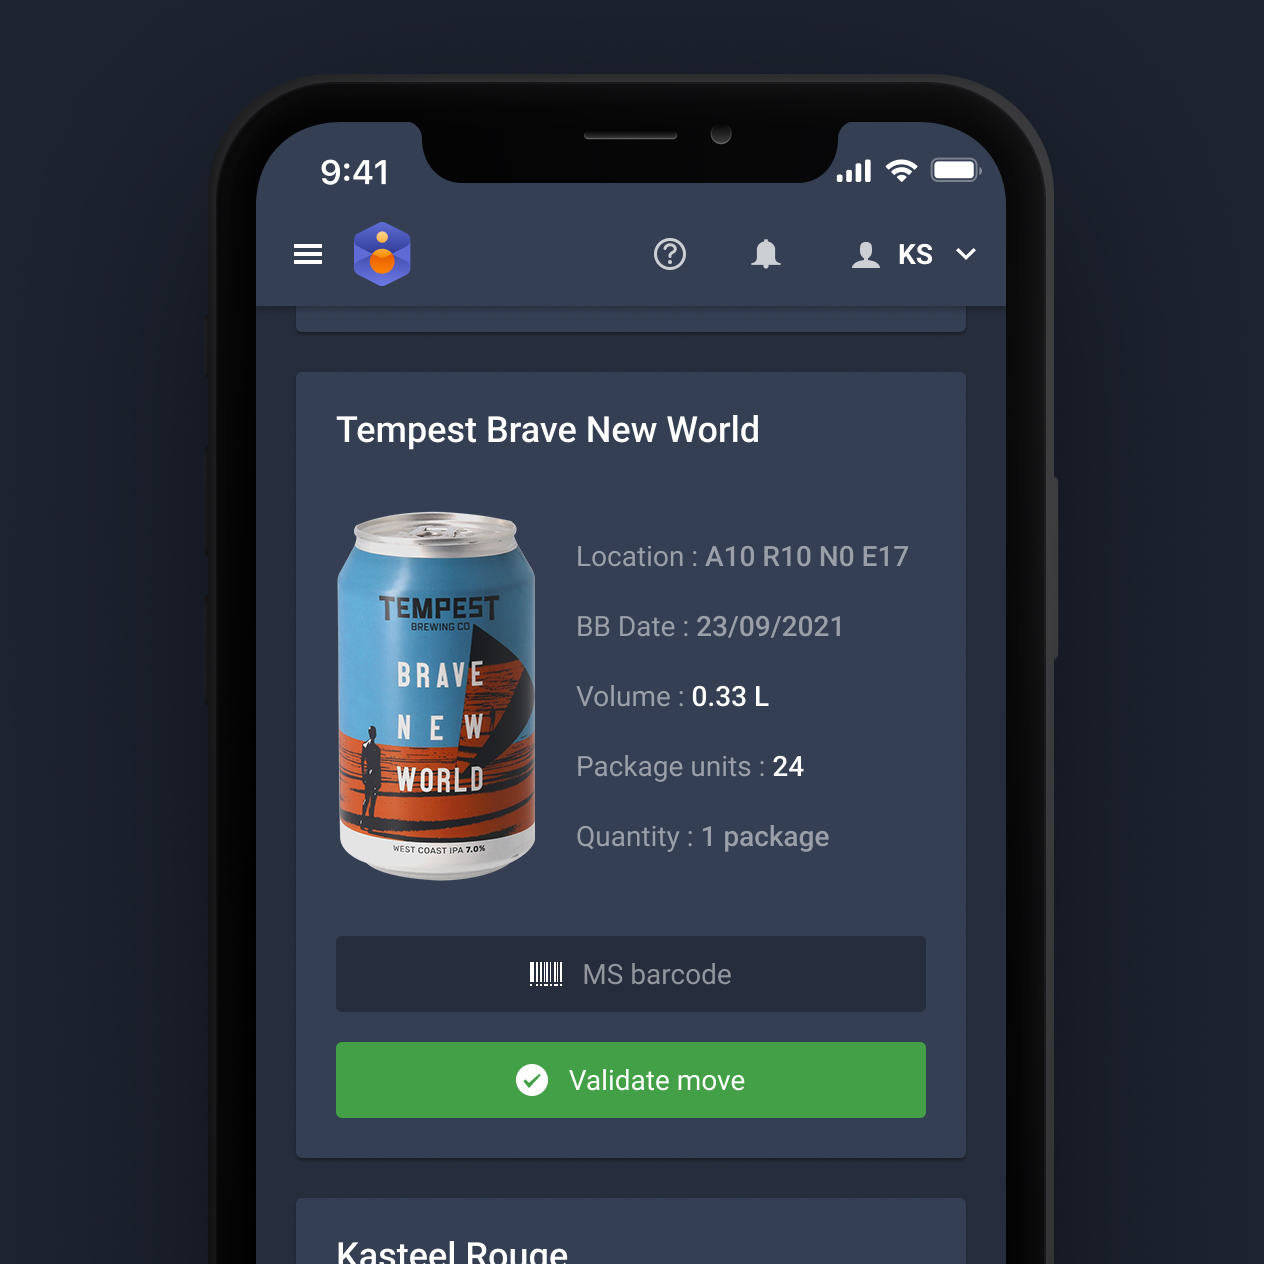 9:41
KS
Tempest Brave New World
TEMPEST
BREWING CO
BRAVE
NEW
WORLD
WEST COAST IPA 7.0%
Location : A10 R10 N0 E17
BB Date : 23/09/2021
Volume : 0.33 L
Package units : 24
Quantity : 1 package
MS barcode
Validate move
Kasteel Rouge